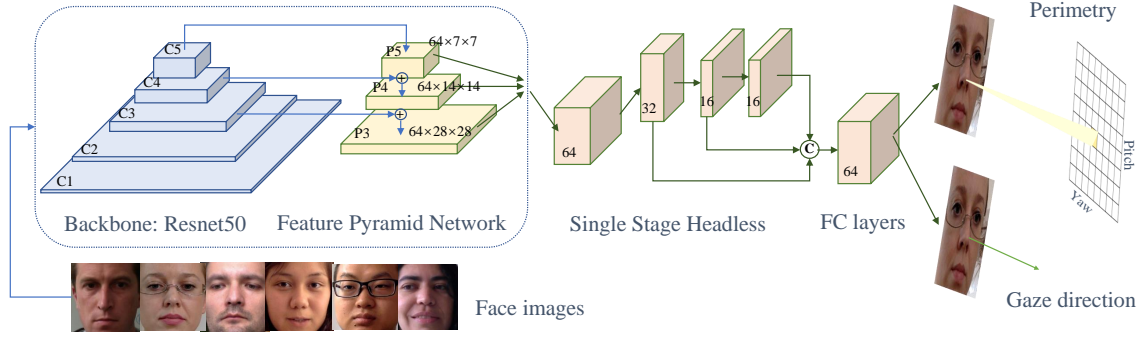 Perimetry
C5
P5
64×7×7
C4
P4
64×14×14
C3
P3
64×28×28
C2
C1
64
32
16
16
C
64
Pitch
Yaw
Backbone: Resnet50
Feature Pyramid Network
Single Stage Headless
FC layers
Face images
Gaze direction